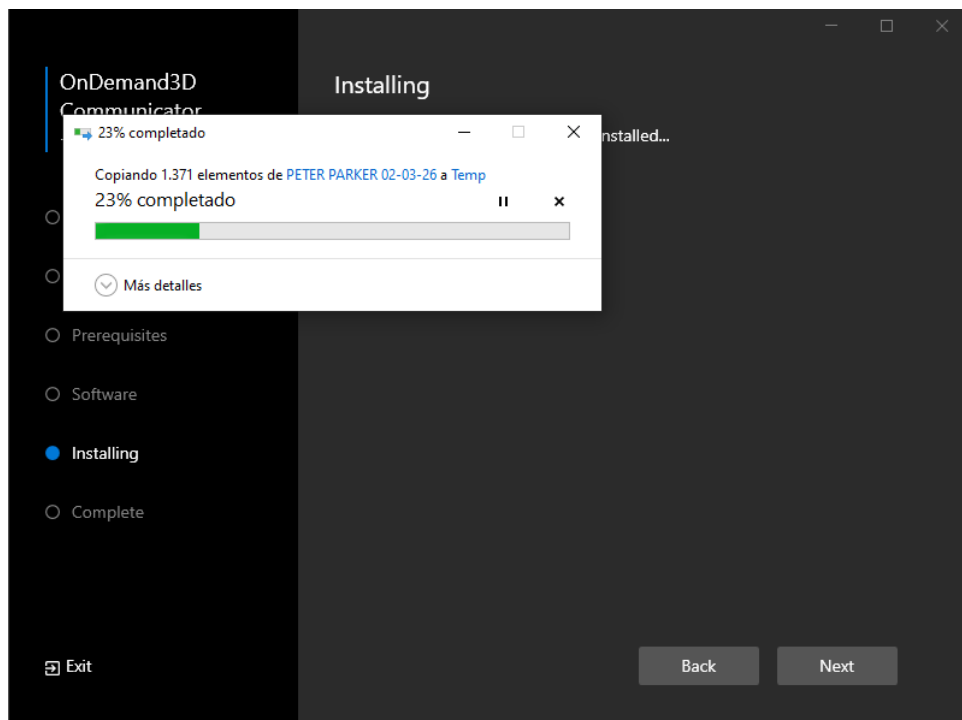 OnDemand3D
Communicator
Installing
nstalled...
23% completado
Copiando 1.371 elementos de PETER PARKER 02-03-26 a Temp
23% completado
Más detalles
Prerequisites
Software
Installing
Complete
Exit
Back
Next